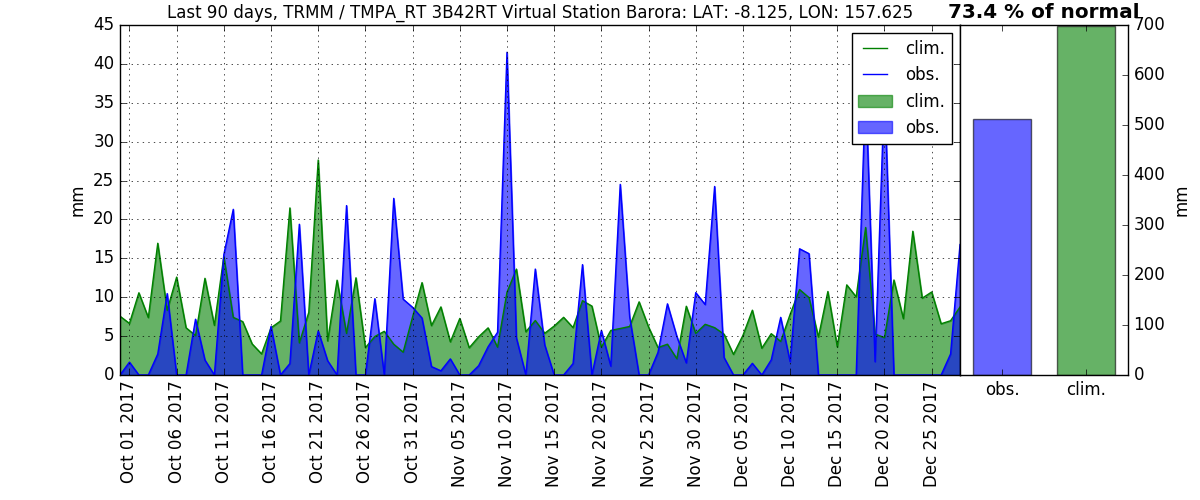 Last 90 days, TRMM / TMPA_RT 3B42RT Virtual Station Barora: LAT: -8.125, LON: 157.625
73.4 % of normal
45
40
35
30
25
20
15
10
5
0
mm
clim.
obs.
clim.
obs.
700
600
500
400
300
200
100
0
mm
obs.
clim.
Oct 01 2017
Oct 06 2017
Oct 11 2017
Oct 16 2017
Oct 21 2017
Oct 26 2017
Oct 31 2017
Nov 05 2017
Nov 10 2017
Nov 15 2017
Nov 20 2017
Nov 25 2017
Nov 30 2017
Dec 05 2017
Dec 10 2017
Dec 15 2017
Dec 20 2017
Dec 25 2017